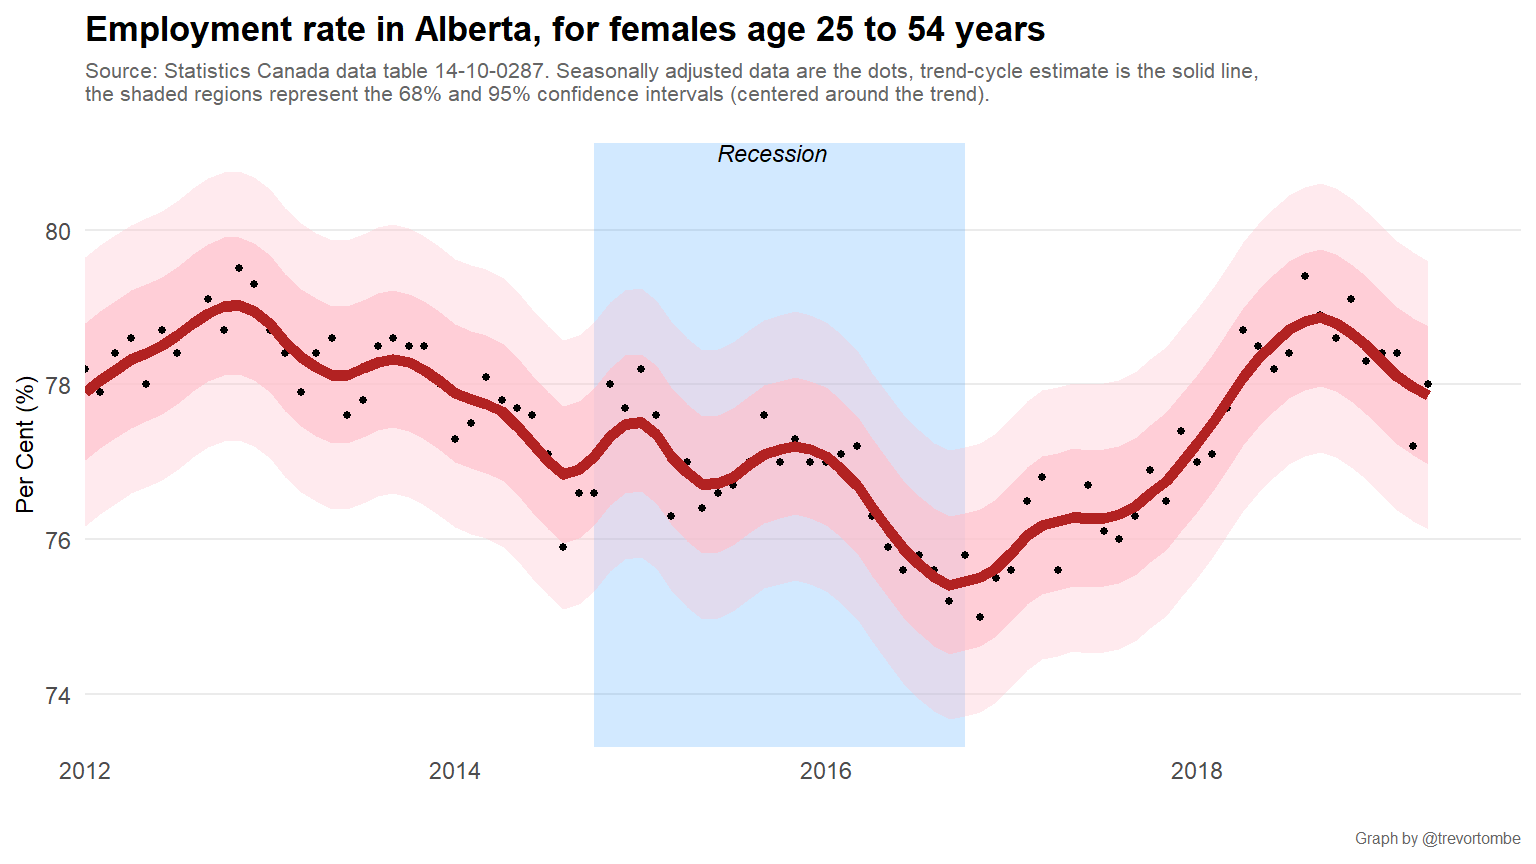 Employment rate in Alberta, for females age 25 to 54 years
Source: Statistics Canada data table 14-10-0287. Seasonally adjusted data are the dots, trend-cycle estimate is the solid line,
the shaded regions represent the 68% and 95% confidence intervals (centered around the trend).
Recession
80
78
76
74
Per Cent (%)
2012
2014
2016
2018
Graph by @trevortombe